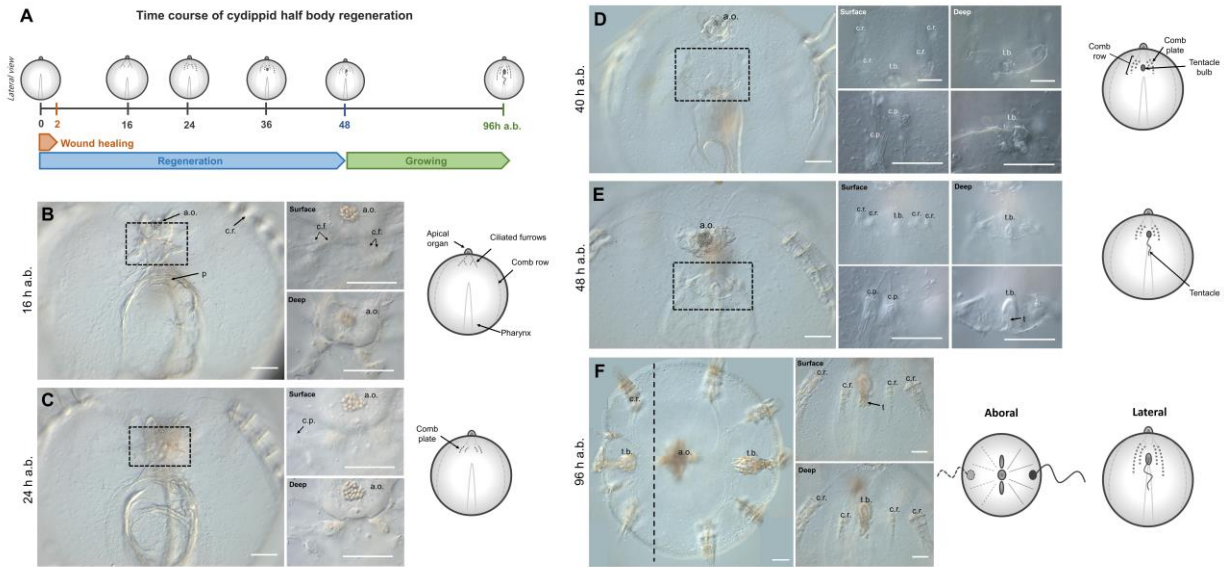 A
Time course of cydippid half body regeneration
Lateral view
0
2
16
24
36
48
96h a.b.
Wound healing
Regeneration
Growing
B
16 h a.b.
a.o.
c.r.
p
Surface
a.o.
c.f.
c.f.
Deep
a.o.
Apical organ
Ciliated furrows
Comb row
Pharynx
C
24 h a.b.
Surface
a.o.
c.p.
Deep
a.o.
Comb plate
D
40 h a.b.
a.o.
Surface
c.r.
c.r.
c.r.
c.r.
t.b.
Deep
t.b.
c.p.
c.p.
t.b.
Comb row
Comb plate
Tentacle bulb
E
48 h a.b.
a.o.
Surface
c.r.
c.r.
t.b.
c.r.
c.r.
Deep
t.b.
c.p.
c.p.
t.b.
t
Tentacle
F
96 h a.b.
c.r.
t.b.
a.o.
t.b.
Surface
c.r.
c.r.
c.r.
c.r.
t
Deep
c.r.
c.r.
t.b.
c.r.
c.r.
Aboral
Lateral